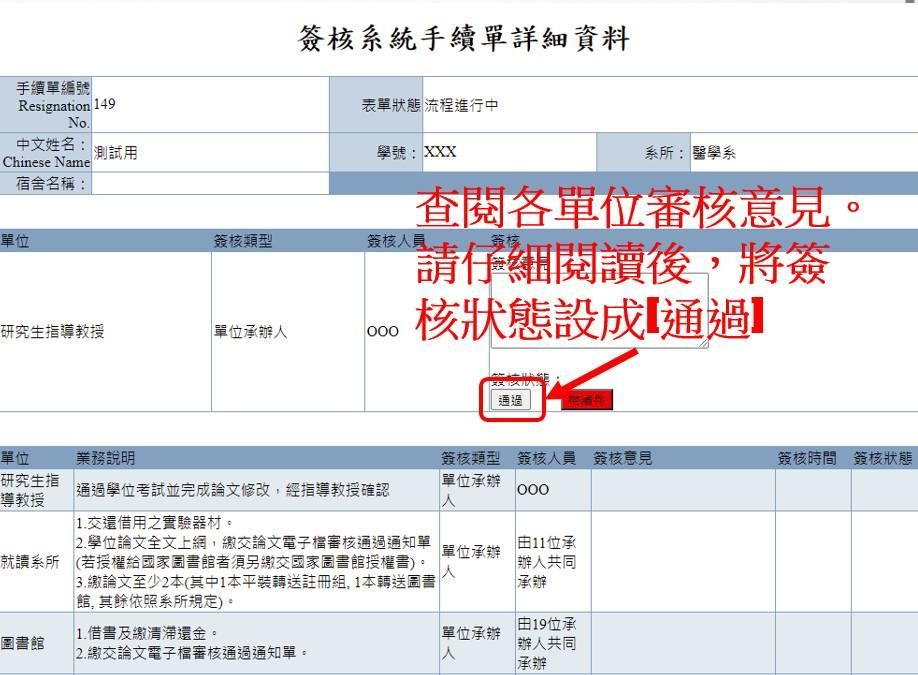 簽核系統手續單詳細資料
手續單編號
Resignation
No.
149
表單狀態
流程進行中
中文姓名：
Chinese Name
測試用
學號：
XXX
系所：
醫學系
宿舍名稱：
查閱各單位審核意見。
請仔細閱讀後，將簽
核狀態設成【通過】
單位
簽核類型
簽核人員
簽核
研究生指導教授
單位承辦人
OOO
簽核意見
簽核狀態：
通過
單位
業務說明
簽核類型
簽核人員
簽核意見
簽核時間
簽核狀態
研究生指
導教授
通過學位考試並完成論文修改，經指導教授確認
單位承辦
人
OOO
就讀系所
1.交還借用之實驗器材。
2.學位論文全文上網，繳交論文電子檔審核通過通知單
(若授權給國家圖書館者須另繳交國家圖書館授權書)。
3.繳論文至少2本(其中1本平裝轉送註冊組, 1本轉送圖書
館, 其餘依照系所規定)。
單位承辦
人
由11位承
辦人共同
承辦
圖書館
1.借書及繳清滯還金。
2.繳交論文電子檔審核通過通知單。
單位承辦
人
由19位承
辦人共同
承辦